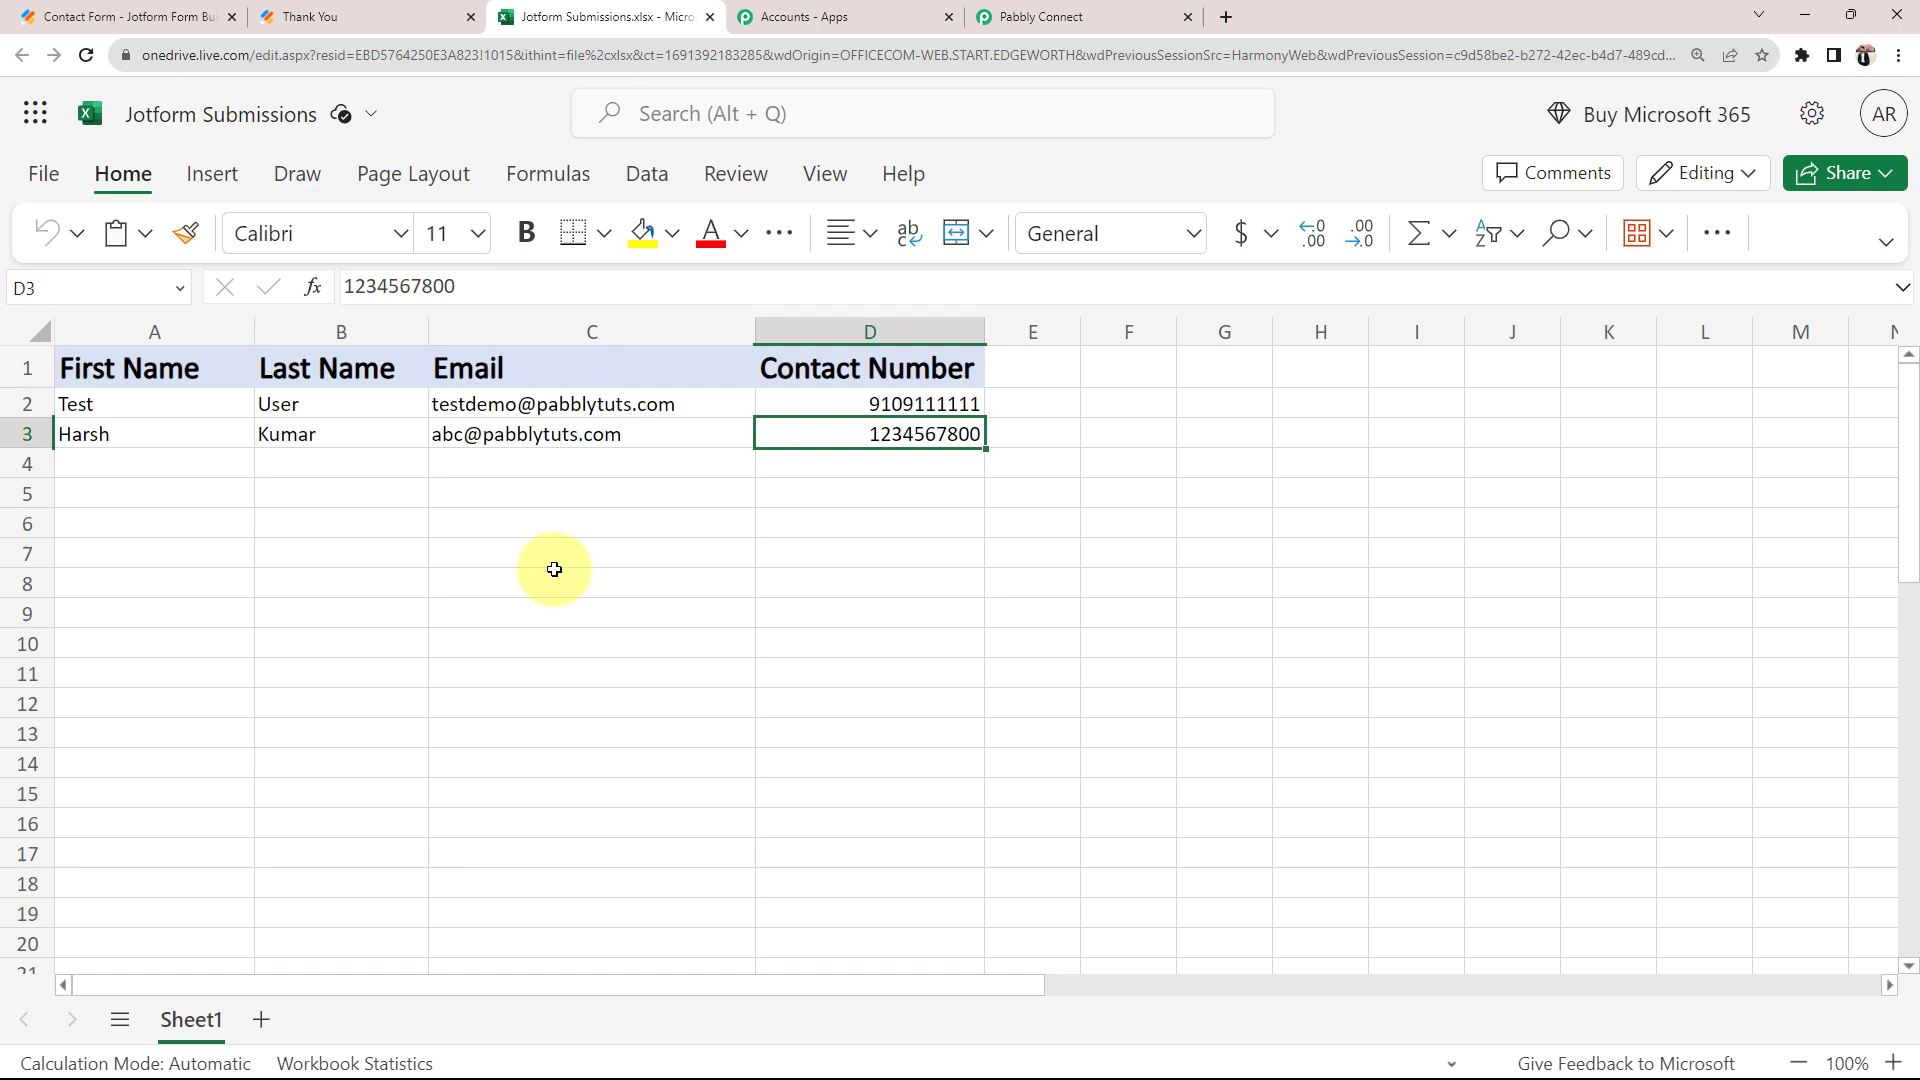 Contact Form - Jotform Form Bu
Thank You
Jotform Submissions.xlsx - Micro
Accounts - Apps
Pabbly Connect
onedrive.live.com/edit.aspx?resid=EBD5764250E3A823!1015&ithint=file%2cxlsx&ct=1691392183285&wdOrigin=OFFICECOM-WEB.START.EDGEWORTH&wdPreviousSessionSrc=HarmonyWeb&wdPreviousSession=c9d58be2-b272-42ec-b4d7-489cd...
Jotform Submissions
Search (Alt + Q)
Buy Microsoft 365
AR
File Home Insert Draw Page Layout Formulas Data Review View Help
Comments Editing Share
Calibri 11 B A ab General $ .00 .00
D3 fx 1234567800
A B C D E F G H I J K L M
1 First Name Last Name Email Contact Number
2 Test User testdemo@pabblytuts.com 9109111111
3 Harsh Kumar abc@pabblytuts.com 1234567800
4
5
6
7
8
9
10
11
12
13
14
15
16
17
18
19
20
21
Sheet1
Calculation Mode: Automatic Workbook Statistics
Give Feedback to Microsoft
100%